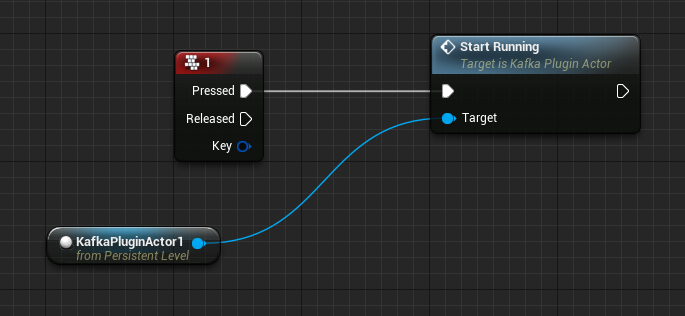 1
Pressed
Released
Key
Start Running
Target is Kafka Plugin Actor
Target
KafkaPluginActor1
from Persistent Level